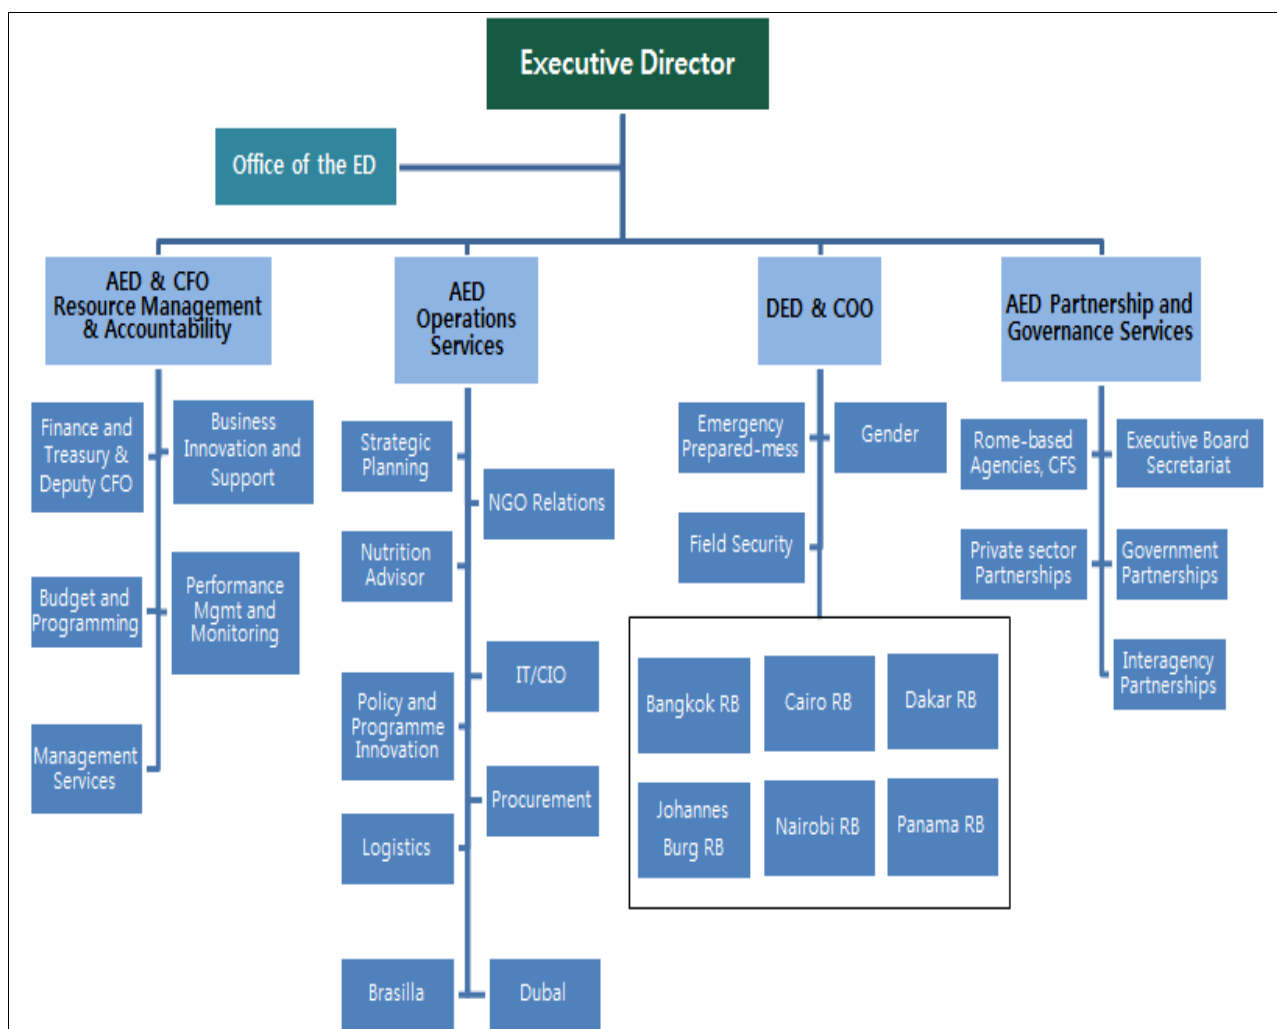 Executive Director
Office of the ED
AED & CFO
Resource Management
& Accountability
AED
Operations
Services
DED & COO
AED Partnership and
Governance Services
Finance and
Treasury &
Deputy CFO
Business
Innovation and
Support
Budget and
Programming
Performance
Mgmt and
Monitoring
Management
Services
Strategic
Planning
NGO Relations
Nutrition
Advisor
IT/CIO
Policy and
Programme
Innovation
Procurement
Logistics
Brasilla
Dubal
Emergency
Prepared-mess
Gender
Field Security
Bangkok RB
Cairo RB
Dakar RB
Johannes
Burg RB
Nairobi RB
Panama RB
Rome-based
Agencies, CFS
Executive Board
Secretariat
Private sector
Partnerships
Government
Partnerships
Interagency
Partnerships